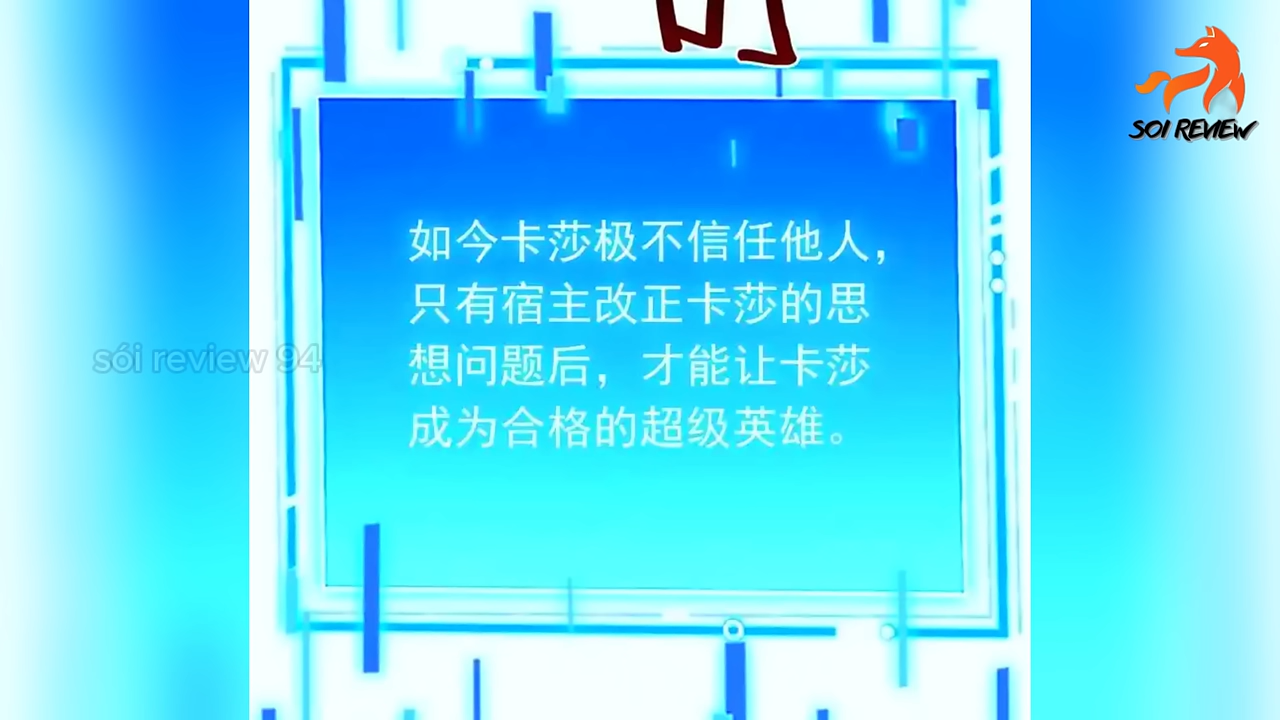 SOI REVIEW
如今卡莎极不信任他人，
只有宿主改正卡莎的思
想问题后，才能让卡莎
成为合格的超级英雄。
sói review 94